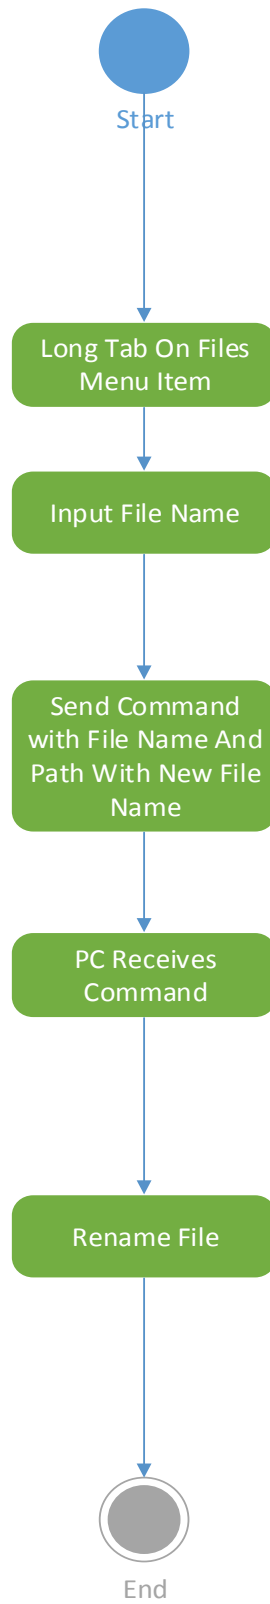 Start
Long Tab On Files
Menu Item
Input File Name
Send Command
with File Name And
Path With New File
Name
PC Receives
Command
Rename File
End